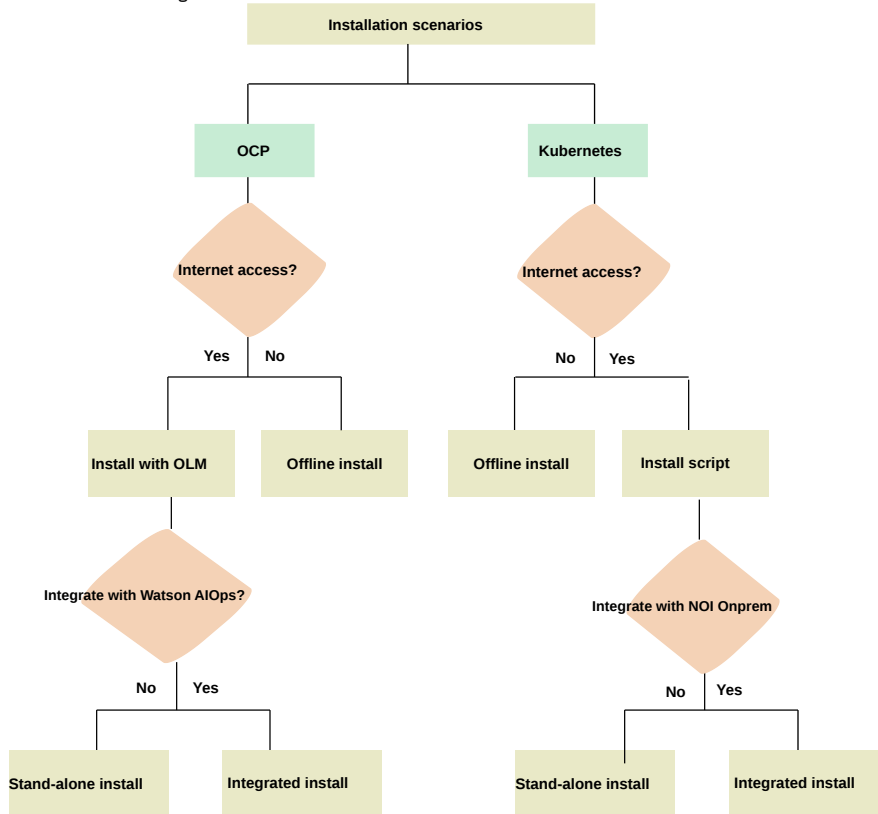 Installation scenarios
OCP
Kubernetes
Internet access?
Internet access?
Yes
No
No
Yes
Install with OLM
Offline install
Offline install
Install script
Integrate with Watson AIOps?
Integrate with NOI Onprem
No
Yes
No
Yes
Stand-alone install
Integrated install
Stand-alone install
Integrated install